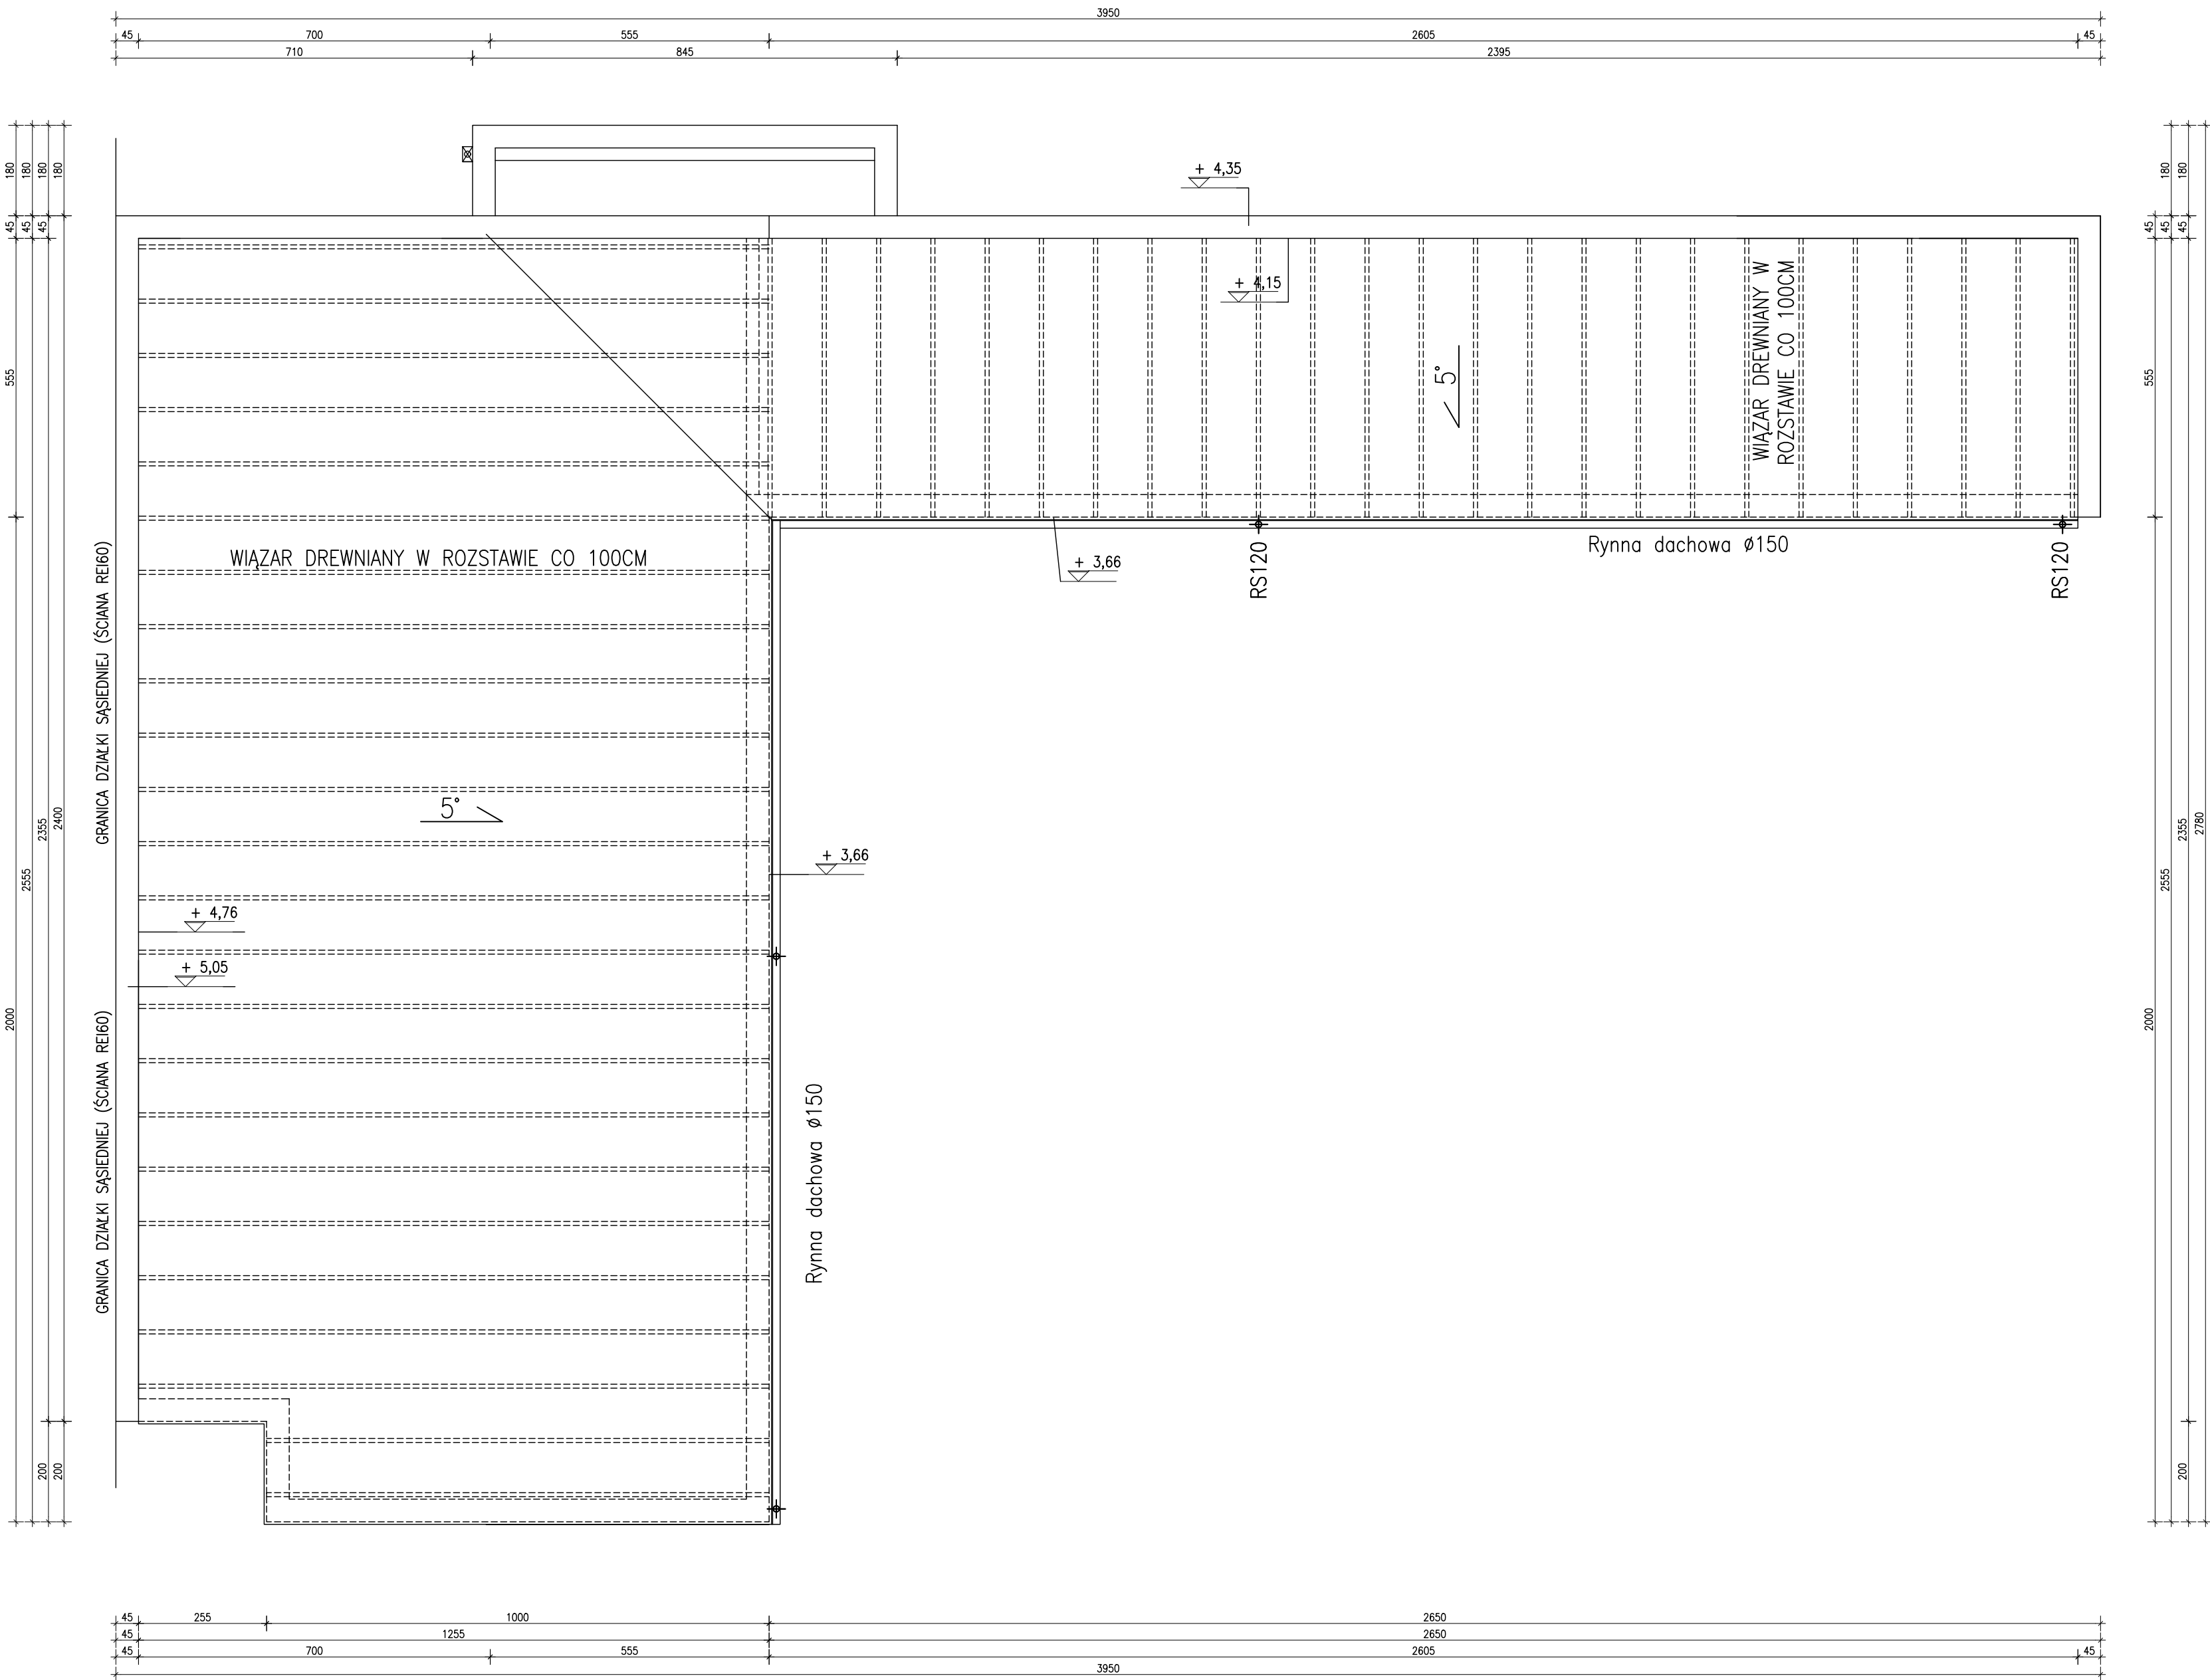 3950
45 700 555 2605 45
710 845 2395
180
180
180
180
45
45
45
555
2000
2555
2355
2400
200
200
+ 4,35
+ 4,15
5°
WIĄZAR DREWNIANY W
ROZSTAWIE CO 100CM
180
180
45
45
45
555
2000
2555
2355
2780
200
Rynna dachowa Ø150
RS120
RS120
+ 3,66
WIĄZAR DREWNIANY W ROZSTAWIE CO 100CM
GRANICA DZIAŁKI SĄSIEDNIEJ (ŚCIANA REI60)
5°
+ 3,66
+ 4,76
+ 5,05
GRANICA DZIAŁKI SĄSIEDNIEJ (ŚCIANA REI60)
Rynna dachowa Ø150
45 255 1000 2650
45 1255 2650
45 700 555 2605 45
3950